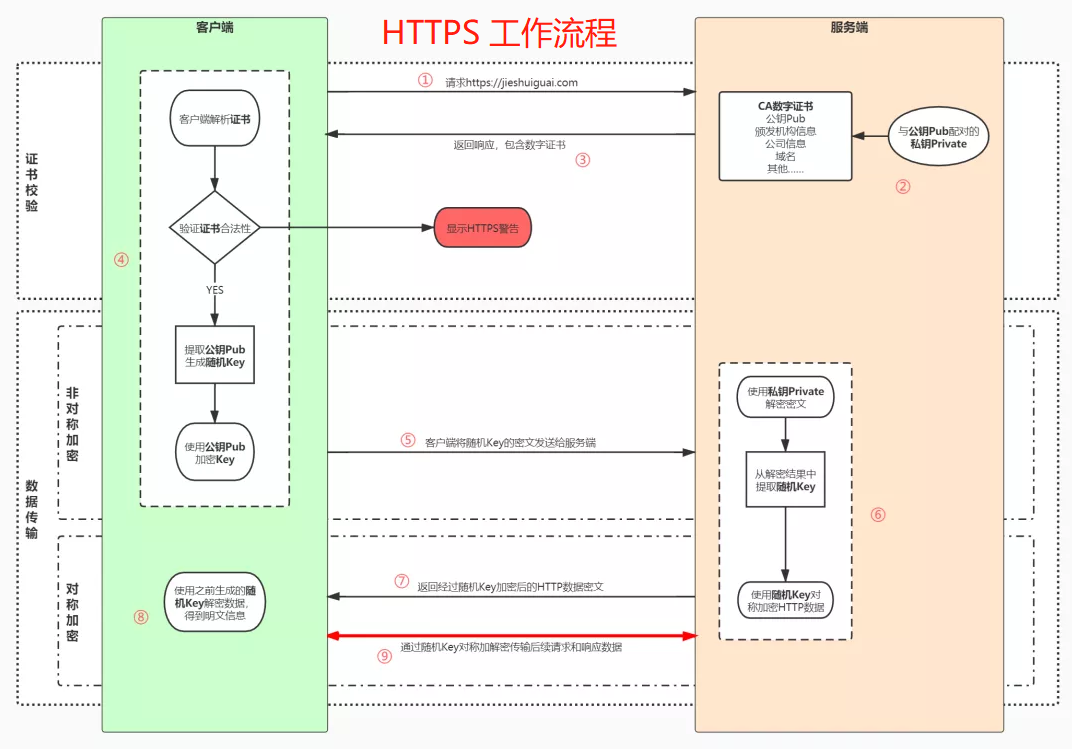 HTTPS 工作流程
客户端
服务端
证书校验
① 请求https://jieshuiguai.com
客户端解析证书
CA数字证书
公钥Pub
颁发机构信息
公司信息
域名
其他......
与公钥Pub配对的
私钥Private
②
返回响应，包含数字证书
③
验证证书合法性
显示HTTPS警告
④
YES
提取公钥Pub
生成随机Key
使用公钥Pub
加密Key
数据传输
非对称加密
⑤ 客户端将随机Key的密文发送给服务端
使用私钥Private
解密密文
从解密结果中
提取随机Key
⑥
使用随机Key对
称加密HTTP数据
对称加密
⑦ 返回经过随机Key加密后的HTTP数据密文
使用之前生成的随
机Key解密数据，
得到明文信息
⑧
⑨ 通过随机Key对称加解密传输后续请求和响应数据